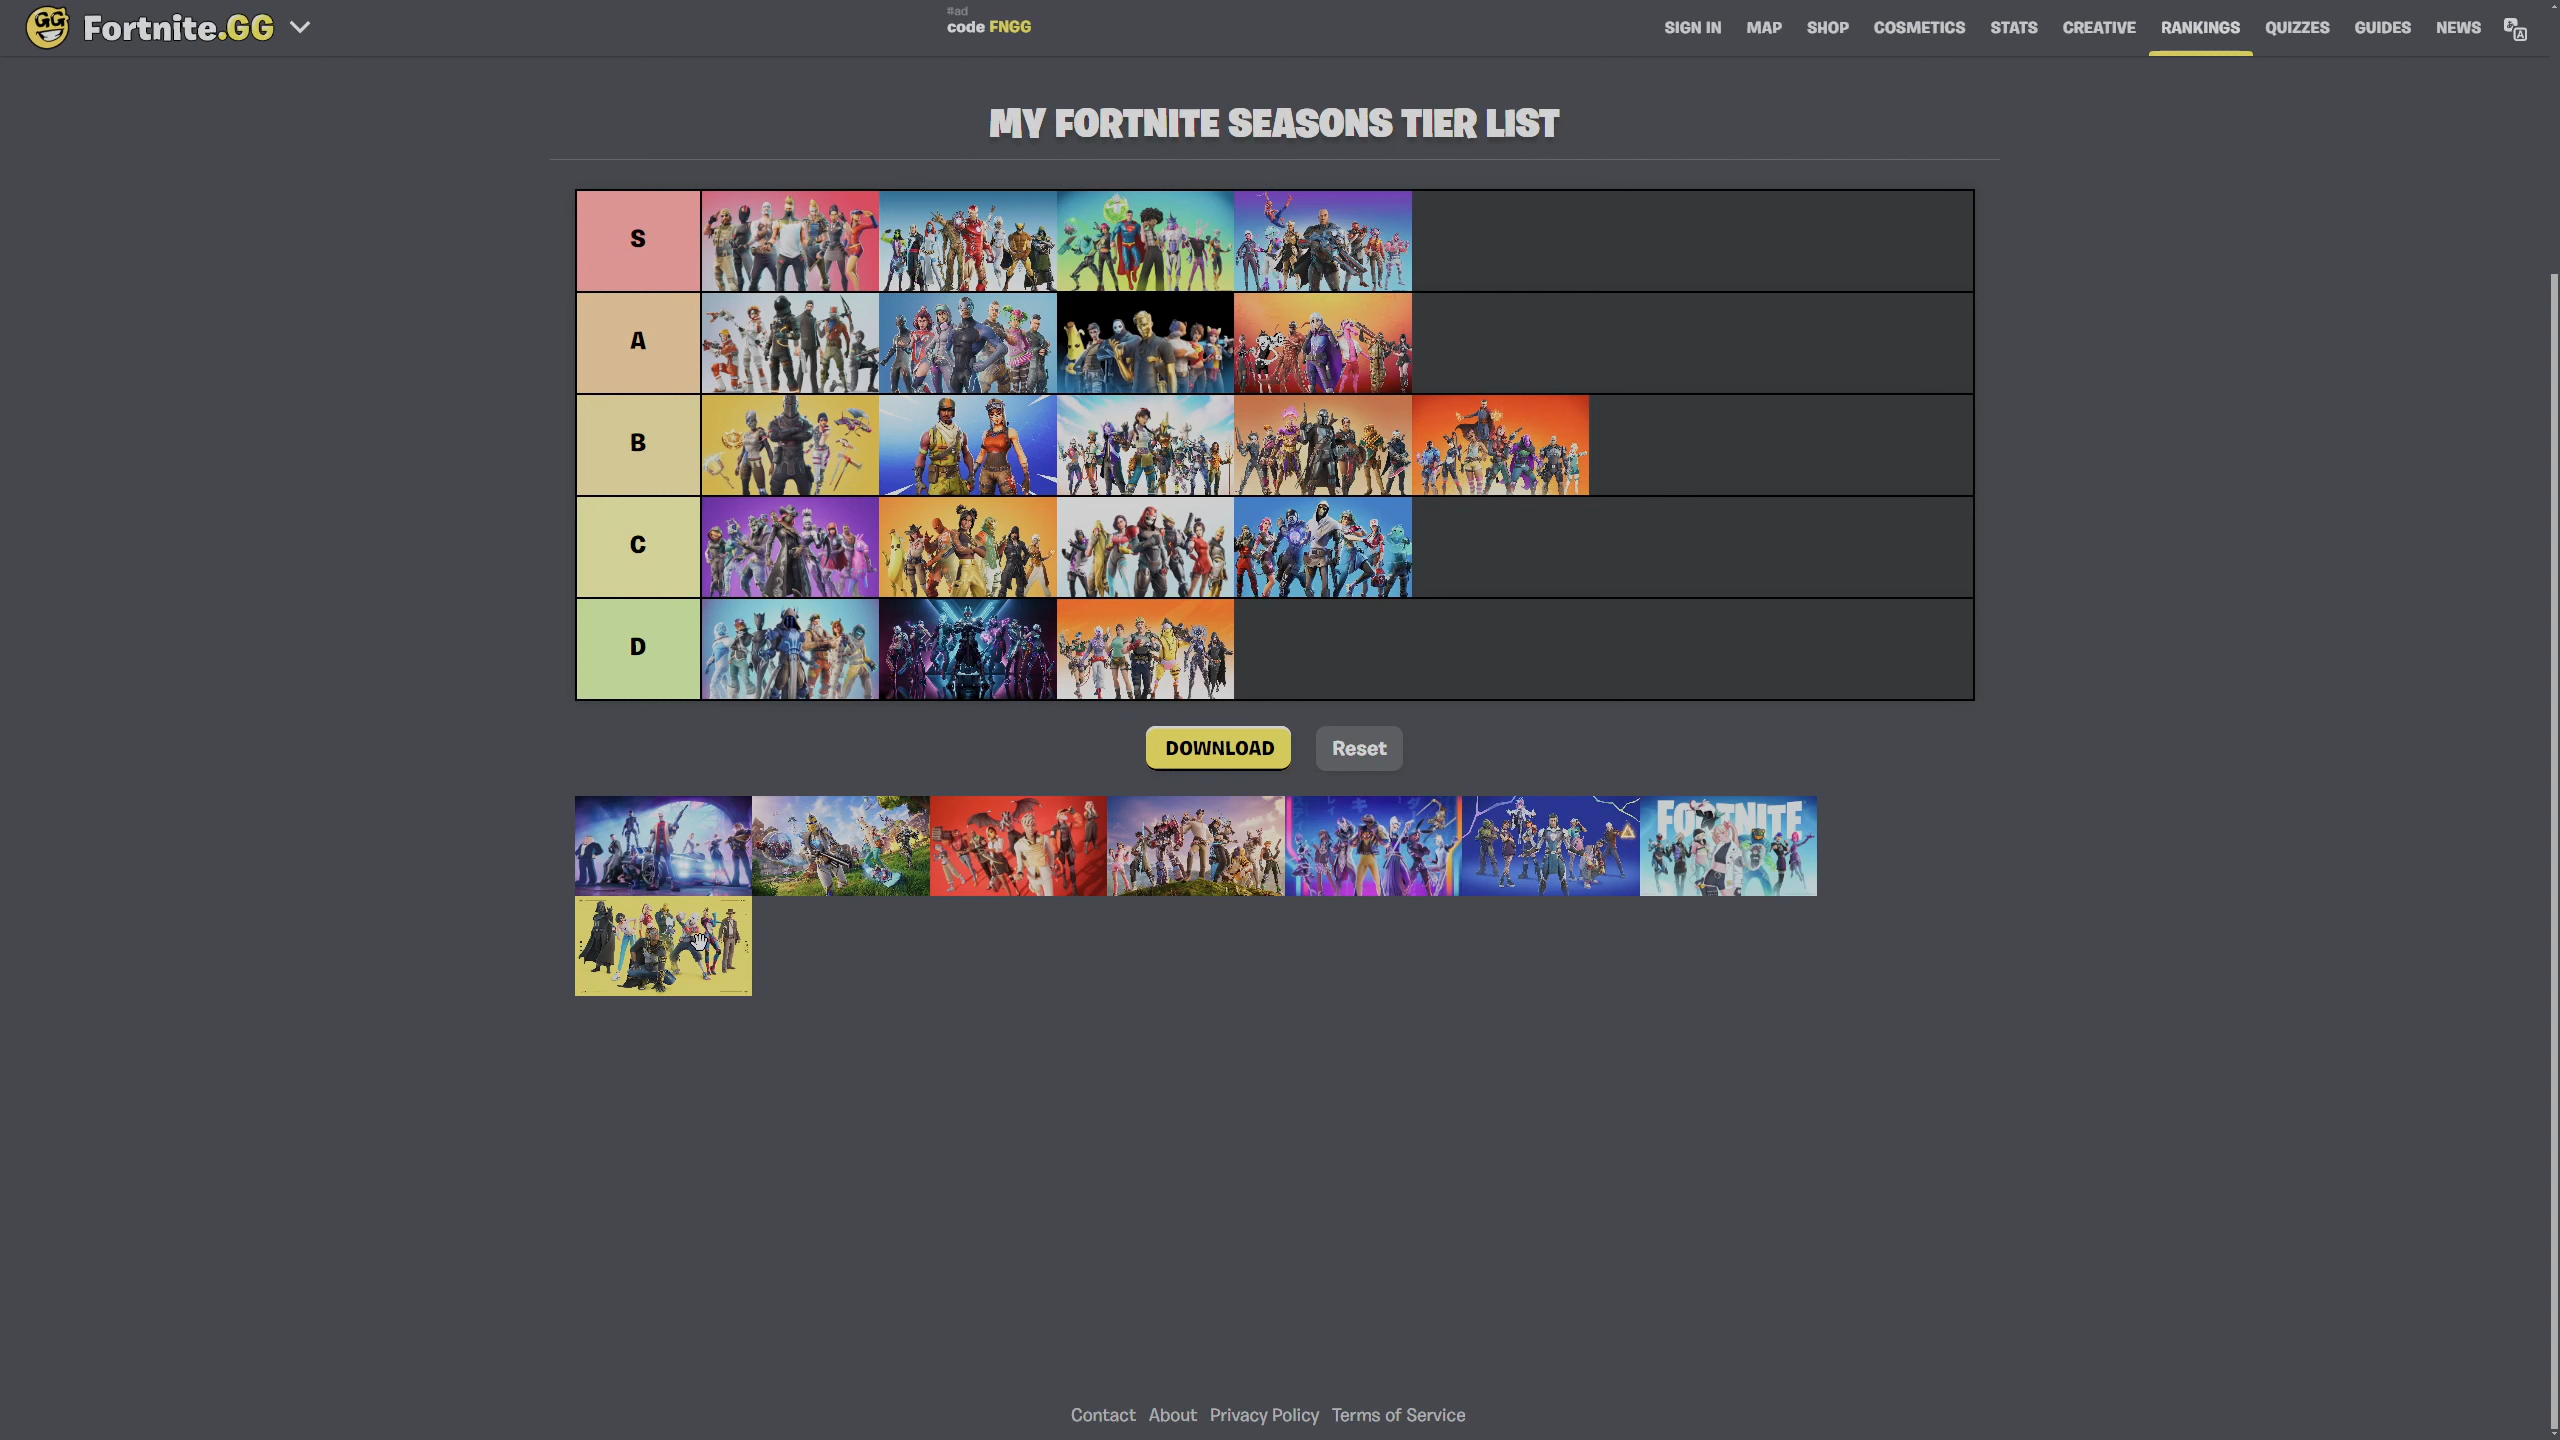 GG Fortnite.GG
#ad
code FNGG
SIGN IN MAP SHOP COSMETICS STATS CREATIVE RANKINGS QUIZZES GUIDES NEWS
MY FORTNITE SEASONS TIER LIST
S
A
B
C
D
DOWNLOAD Reset
FORTNITE
Contact About Privacy Policy Terms of Service